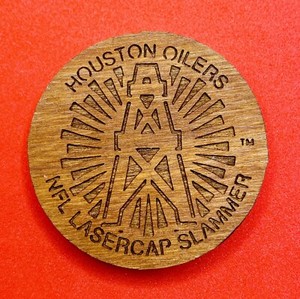 HOUSTON OILERS
TM
NFL LASERCAP SLAMMER